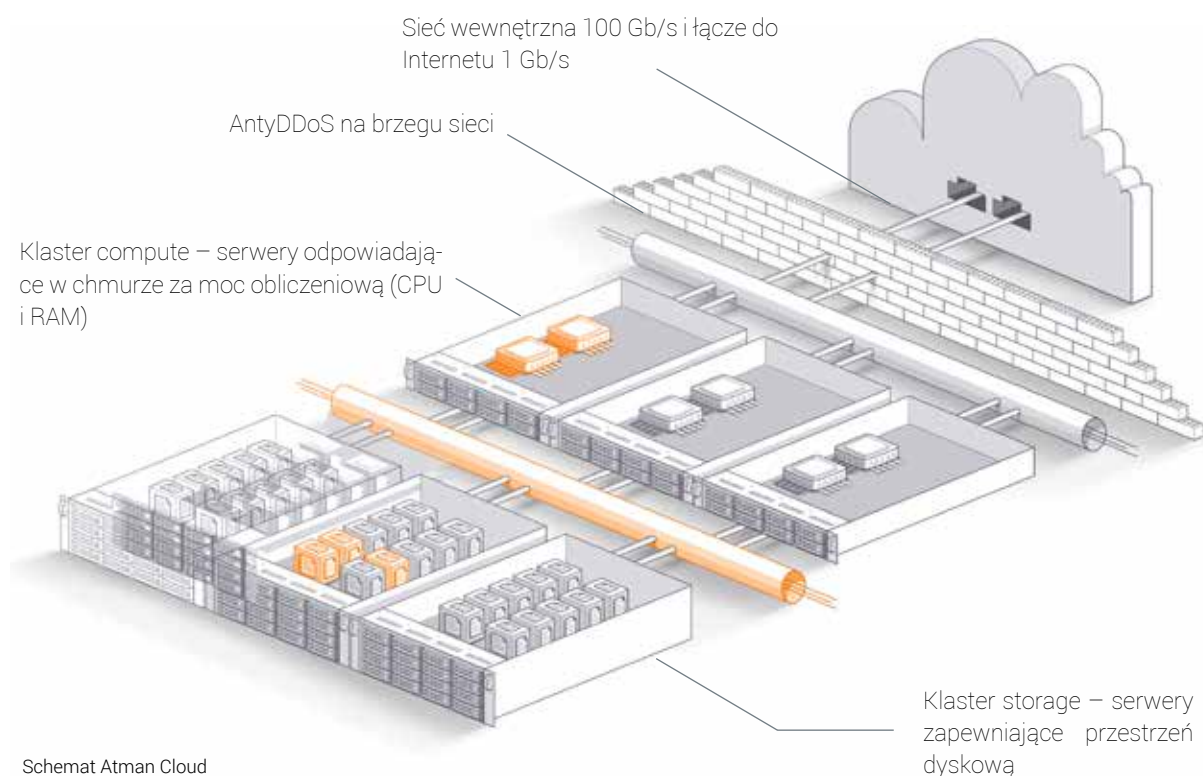 Sieć wewnętrzna 100 Gb/s i łącze do
Internetu 1 Gb/s
AntyDDoS na brzegu sieci
Klaster compute – serwery odpowiadają-
ce w chmurze za moc obliczeniową (CPU
i RAM)
Klaster storage – serwery
zapewniające przestrzeń
dyskową
Schemat Atman Cloud